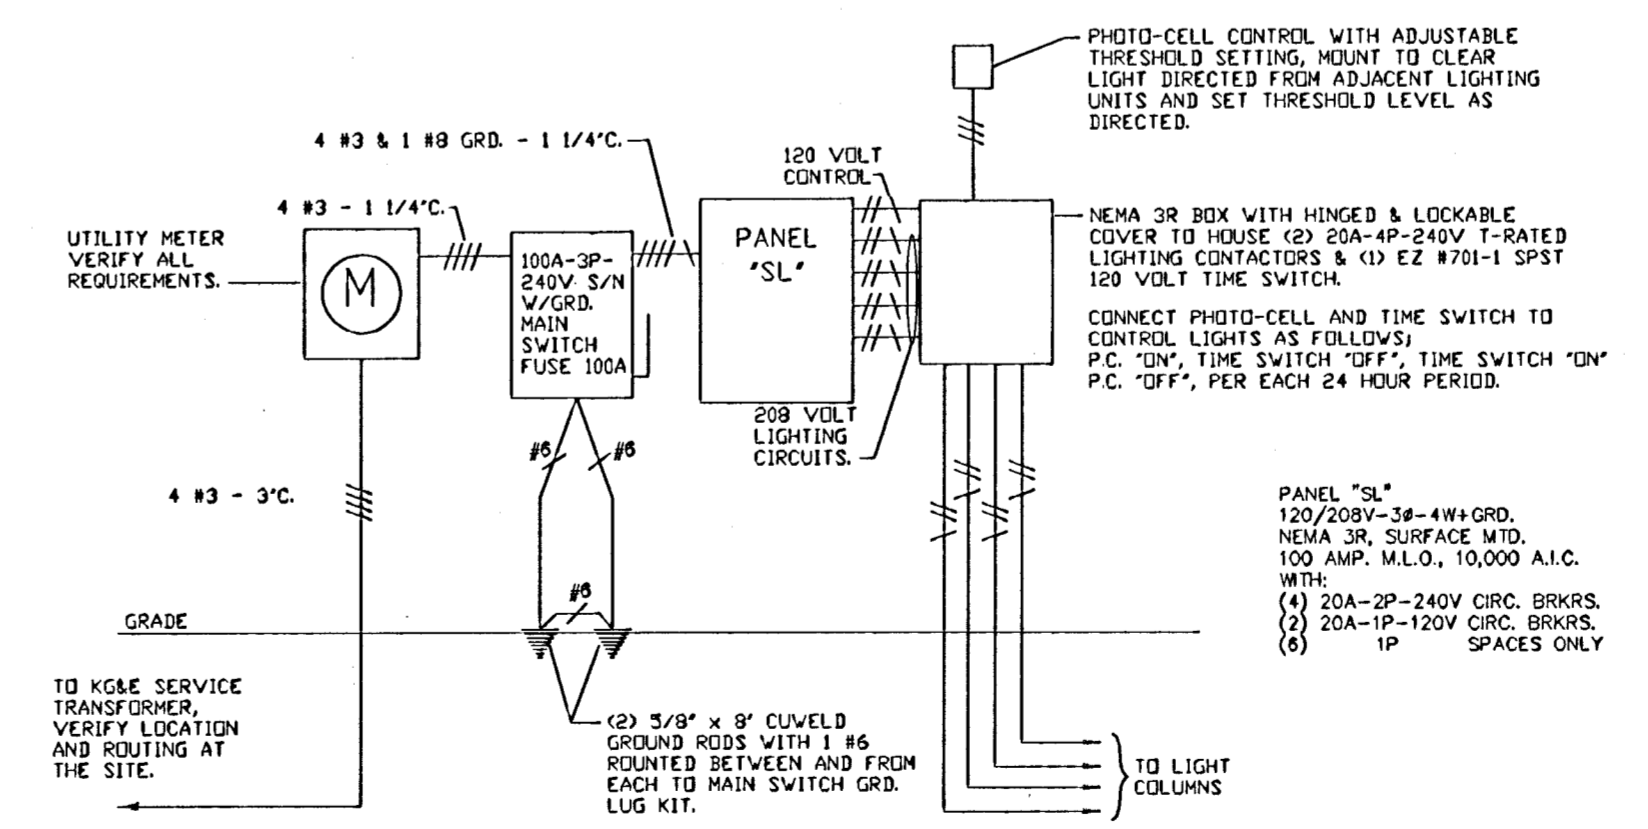 PHOTO-CELL CONTROL WITH ADJUSTABLE
THRESHOLD SETTING, MOUNT TO CLEAR
LIGHT DIRECTED FROM ADJACENT LIGHTING
UNITS AND SET THRESHOLD LEVEL AS
DIRECTED.
4 #3 & 1 #8 GRD. - 1 1/4"C.
120 VOLT
CONTROL
4 #3 - 1 1/4"C.
UTILITY METER
VERIFY ALL
REQUIREMENTS.
M
100A-3P-
240V S/N
W/GRD.
MAIN
SWITCH
FUSE 100A
PANEL
"SL"
NEMA 3R BOX WITH HINGED & LOCKABLE
COVER TO HOUSE (2) 20A-4P-240V T-RATED
LIGHTING CONTACTORS & (1) EZ #701-1 SPST
120 VOLT TIME SWITCH.
CONNECT PHOTO-CELL AND TIME SWITCH TO
CONTROL LIGHTS AS FOLLOWS;
P.C. "ON", TIME SWITCH "OFF", TIME SWITCH "ON"
P.C. "OFF", PER EACH 24 HOUR PERIOD.
208 VOLT
LIGHTING
CIRCUITS.
#6
#6
4 #3 - 3"C.
#6
GRADE
PANEL "SL"
120/208V-3ø-4W+GRD.
NEMA 3R, SURFACE MTD.
100 AMP. M.L.O., 10,000 A.I.C.
WITH:
(4) 20A-2P-240V CIRC. BRKRS.
(2) 20A-1P-120V CIRC. BRKRS.
(6) 1P SPACES ONLY
TO KG&E SERVICE
TRANSFORMER,
VERIFY LOCATION
AND ROUTING AT
THE SITE.
(2) 5/8" x 8' CUWELD
GROUND RODS WITH 1 #6
ROUNTED BETWEEN AND FROM
EACH TO MAIN SWITCH GRD.
LUG KIT.
TO LIGHT
COLUMNS